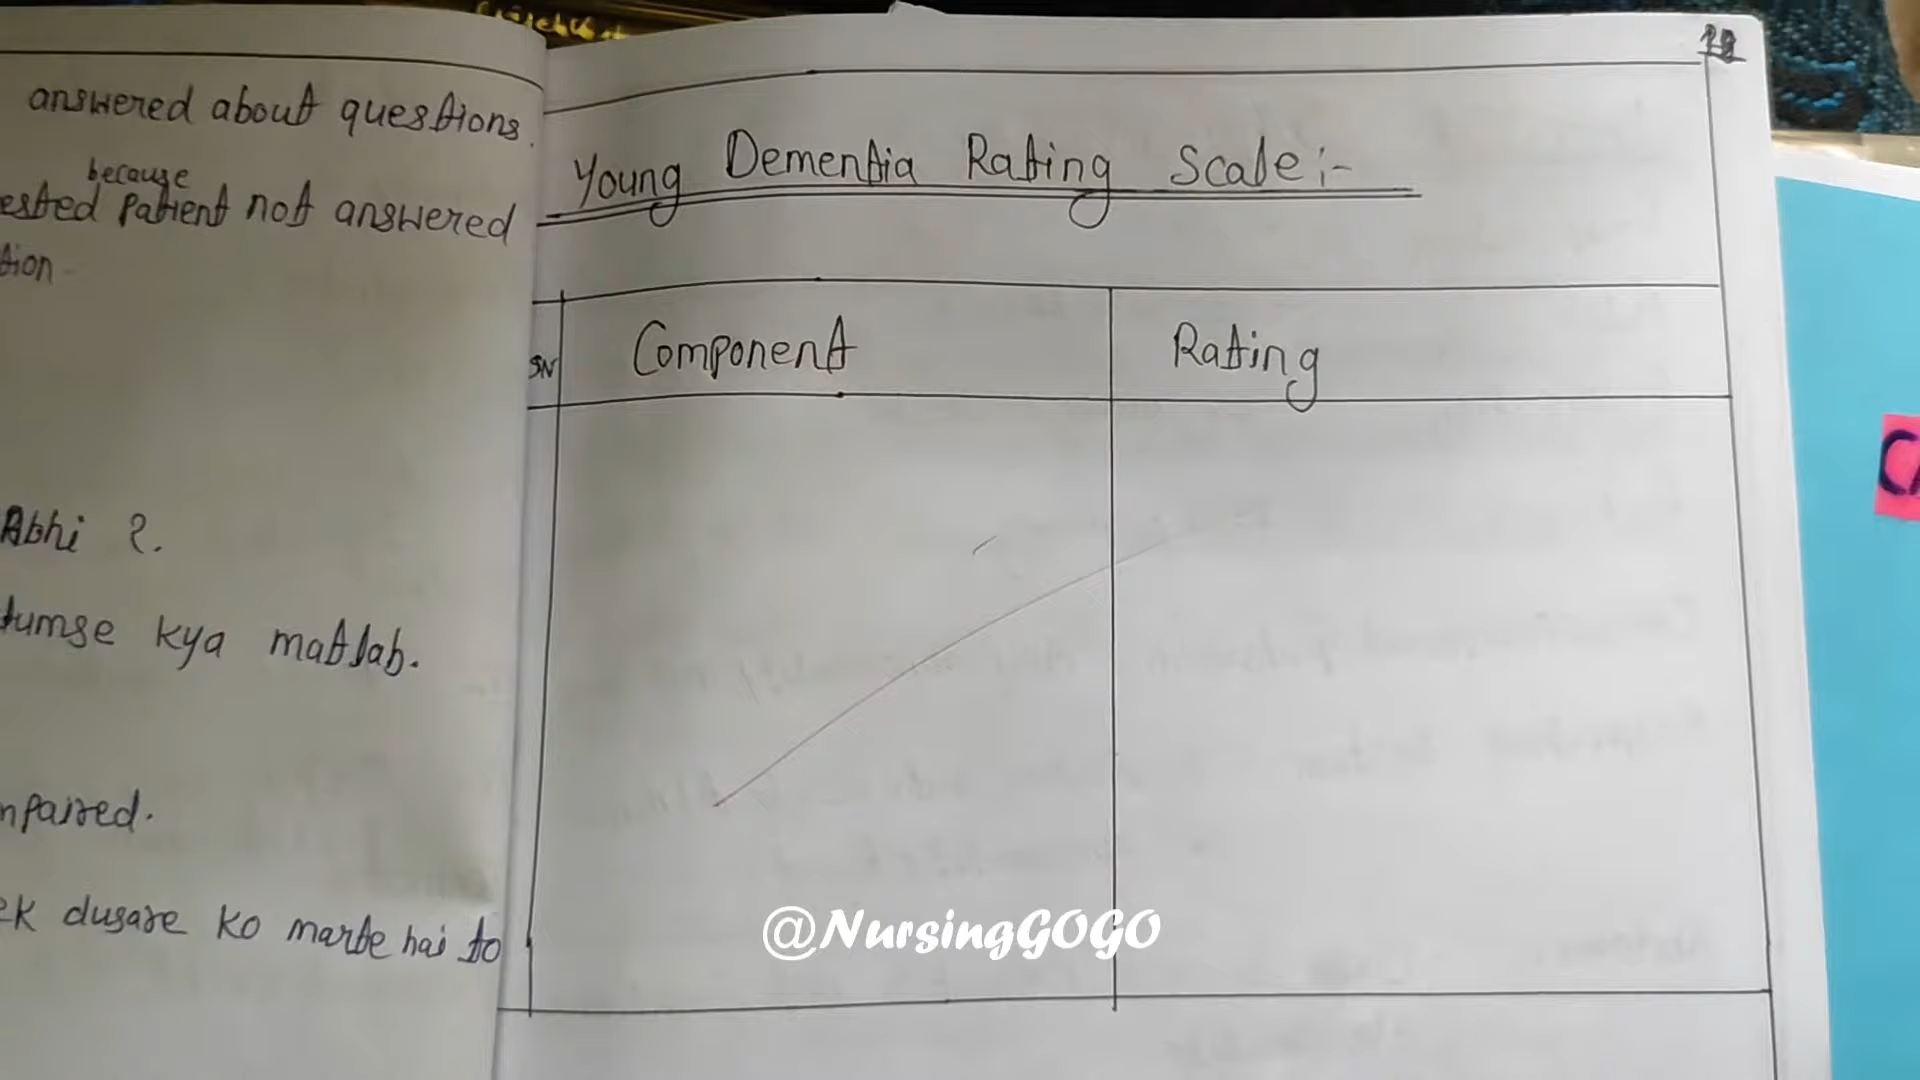 answered about questions.
because
ested patient not answered
tion
Abhi ?.
tumse kya matlab.
mpaired.
ek dusare ko marte hai to
Young Dementia Rating Scale:-
SN Component Rating
@NursingGOGO